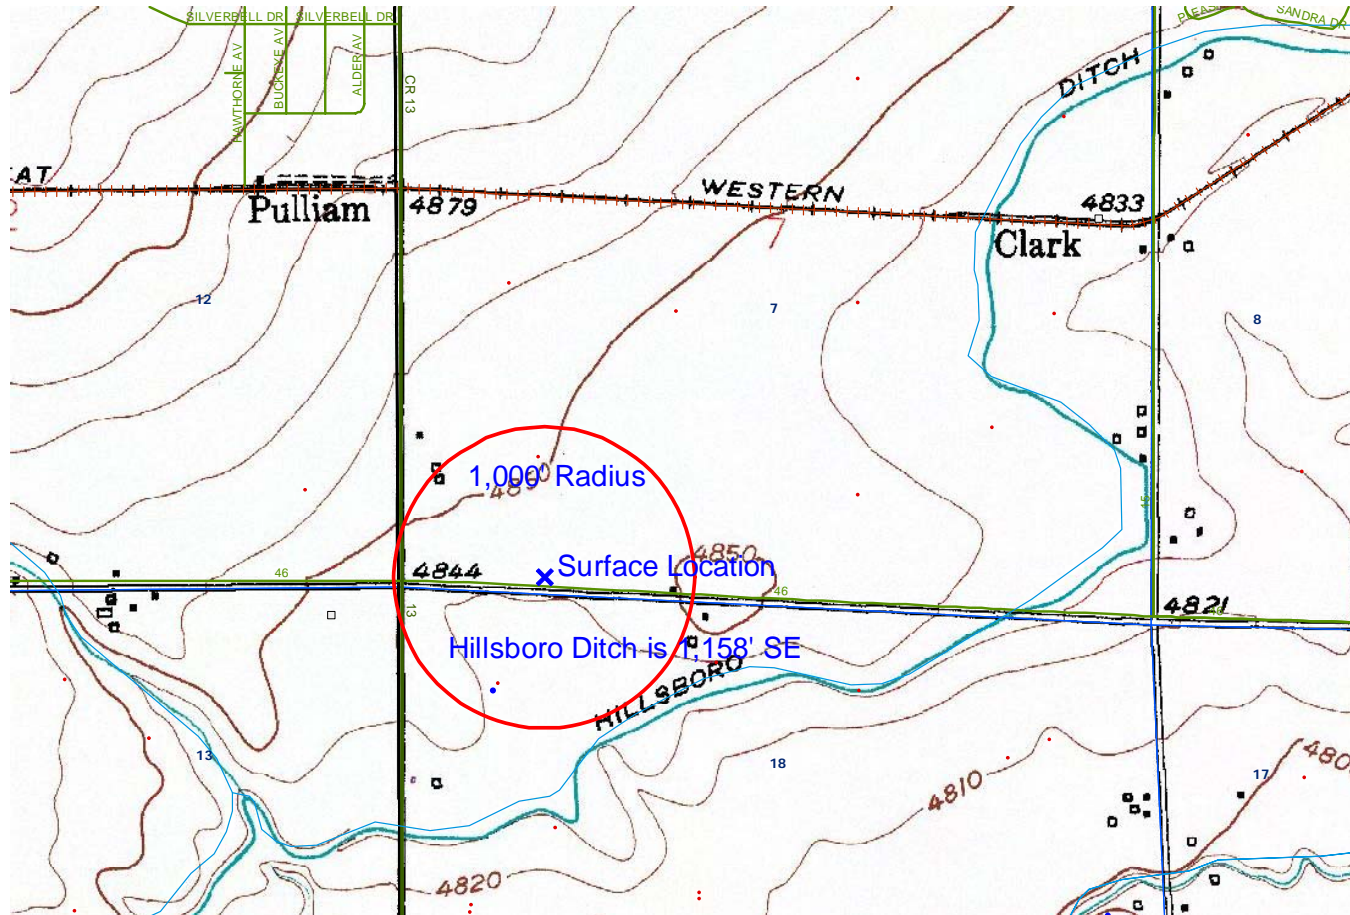 SILVERBELL DR
SILVERBELL DR
SANDRA DR
HAWTHORNE AV
BUCKEYE AV
ALDER AV
CR 13
DITCH
WESTERN
Pulliam
4879
4833
Clark
12
7
8
1,000' Radius
4850
4850
Surface Location
4844
46
46
13
4821
Hillsboro Ditch is 1,158' SE
HILLSBORO
13
18
17
4810
4820